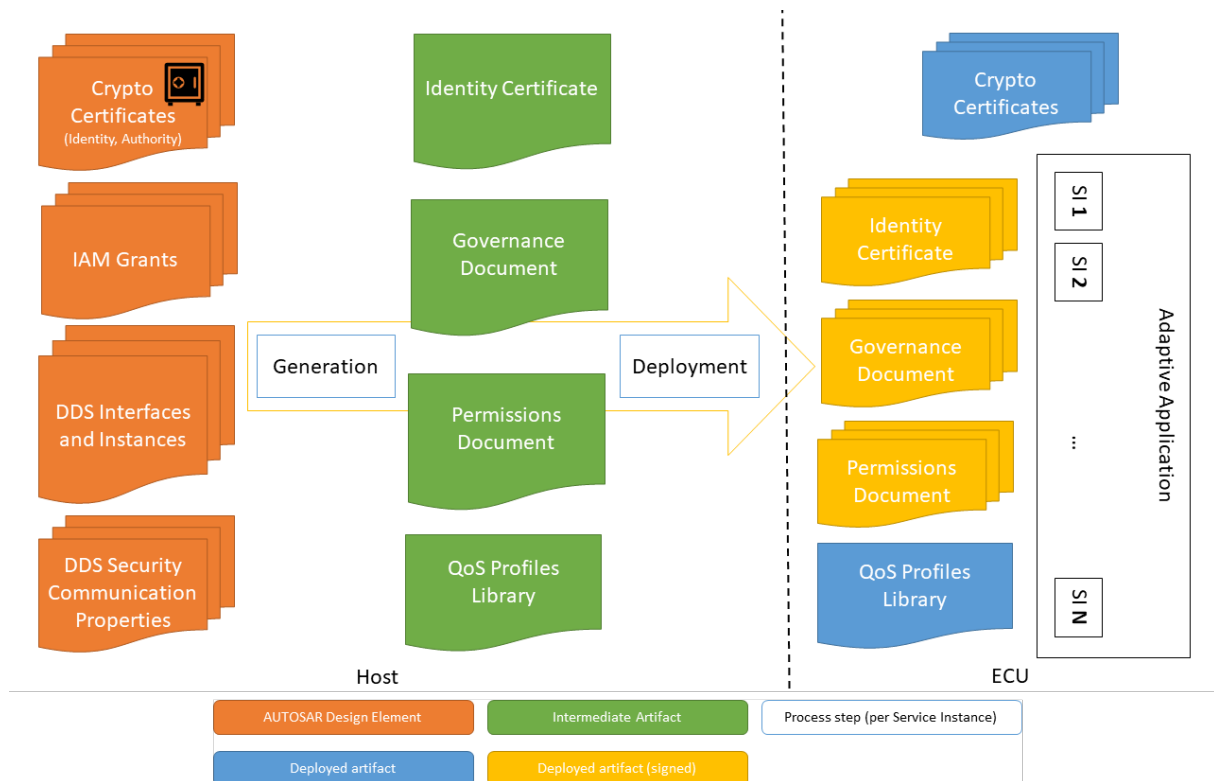 Crypto
Certificates
(Identity, Authority)
IAM Grants
DDS Interfaces
and Instances
DDS Security
Communication
Properties
Generation
Identity Certificate
Governance
Document
Permissions
Document
QoS Profiles
Library
Deployment
Host
Crypto
Certificates
Identity
Certificate
Governance
Document
Permissions
Document
QoS Profiles
Library
SI 1
SI 2
...
SI N
Adaptive Application
ECU
AUTOSAR Design Element
Intermediate Artifact
Process step (per Service Instance)
Deployed artifact
Deployed artifact (signed)